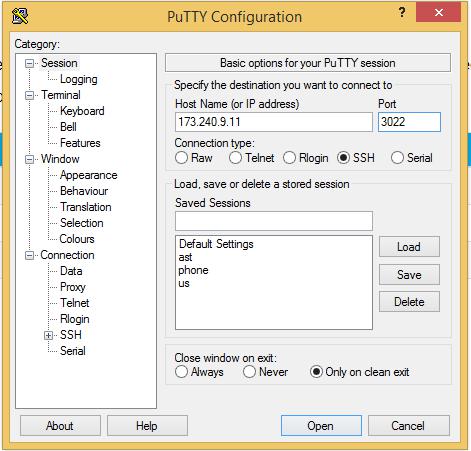 PuTTY Configuration
? ×
Category:
Session
Logging
Terminal
Keyboard
Bell
Features
Window
Appearance
Behaviour
Translation
Selection
Colours
Connection
Data
Proxy
Telnet
Rlogin
SSH
Serial
Basic options for your PuTTY session
Specify the destination you want to connect to
Host Name (or IP address) Port
173.240.9.11 3022
Connection type:
Raw Telnet Rlogin SSH Serial
Load, save or delete a stored session
Saved Sessions
Default Settings
ast
phone
us
Load
Save
Delete
Close window on exit:
Always Never Only on clean exit
About Help Open Cancel